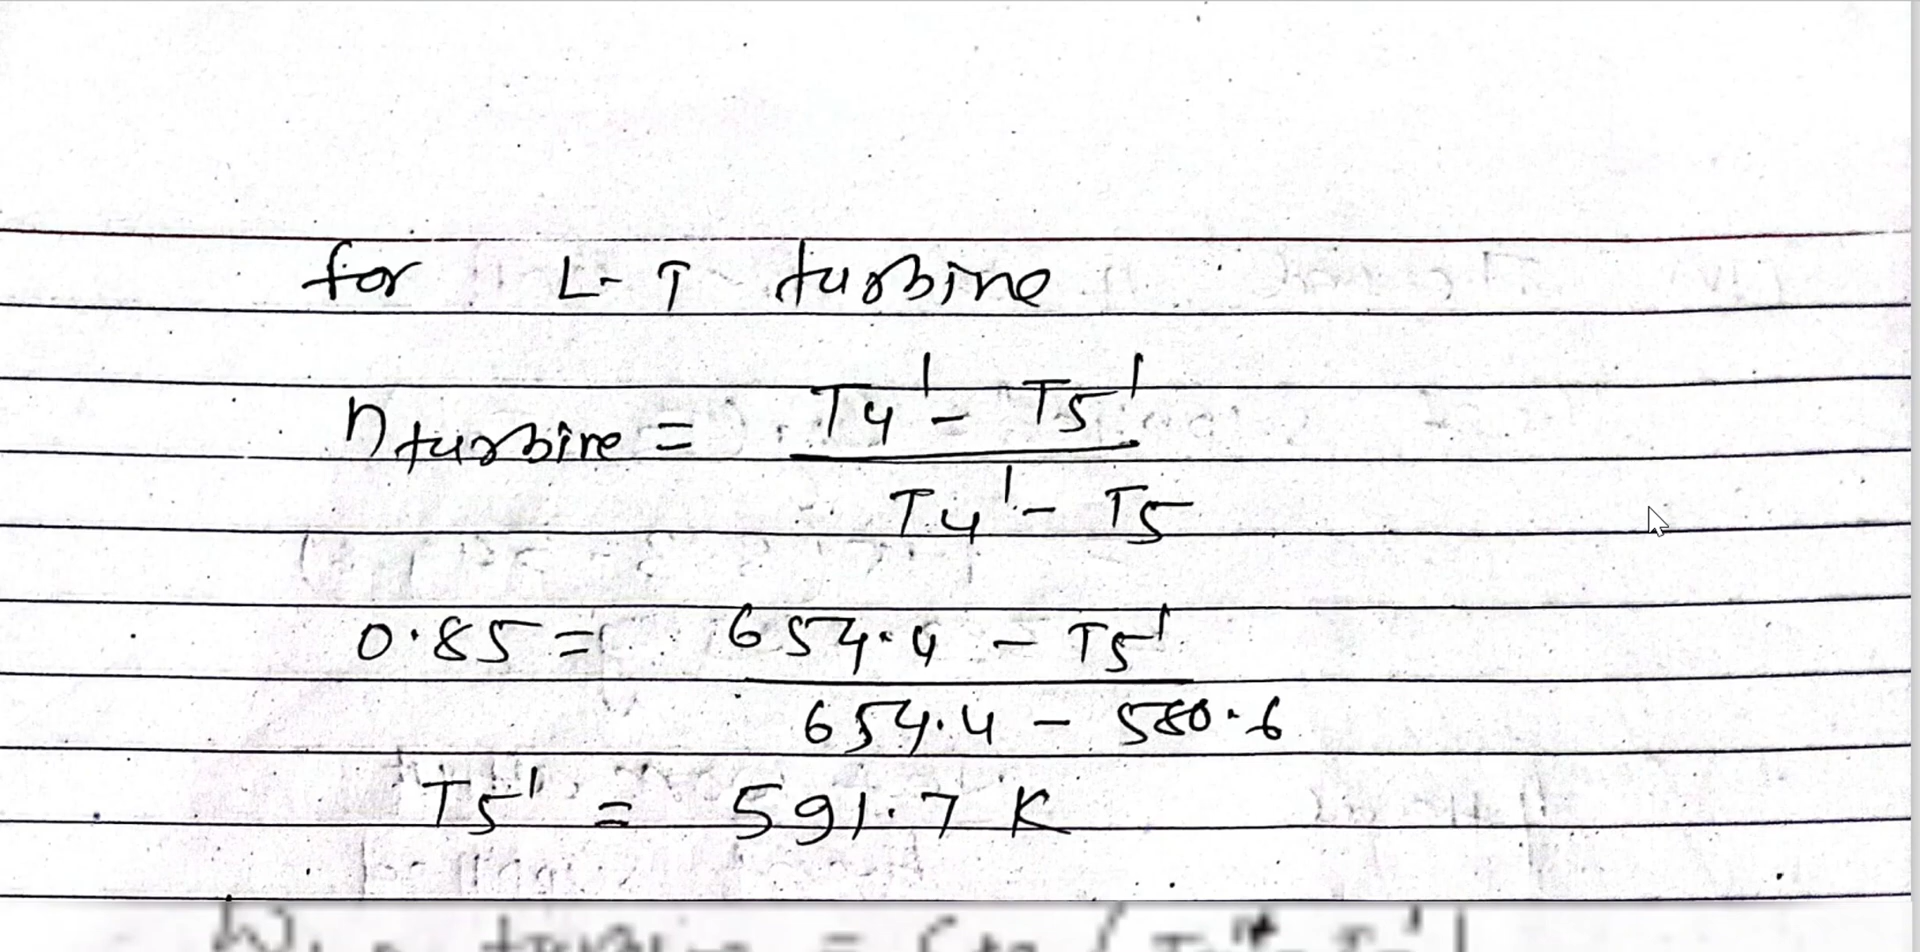 for L-T turbine
η turbine = T4' - T5' / T4' - T5
0.85 = 654.4 - T5' / 654.4 - 580.6
T5' = 591.7 K